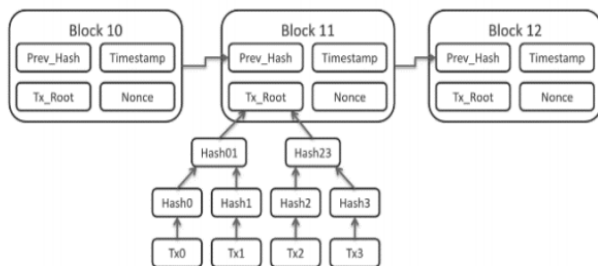 Block 10 Block 11 Block 12
Prev_Hash Timestamp Prev_Hash Timestamp Prev_Hash Timestamp
Tx_Root Nonce Tx_Root Nonce Tx_Root Nonce
Hash01 Hash23
Hash0 Hash1 Hash2 Hash3
Tx0 Tx1 Tx2 Tx3